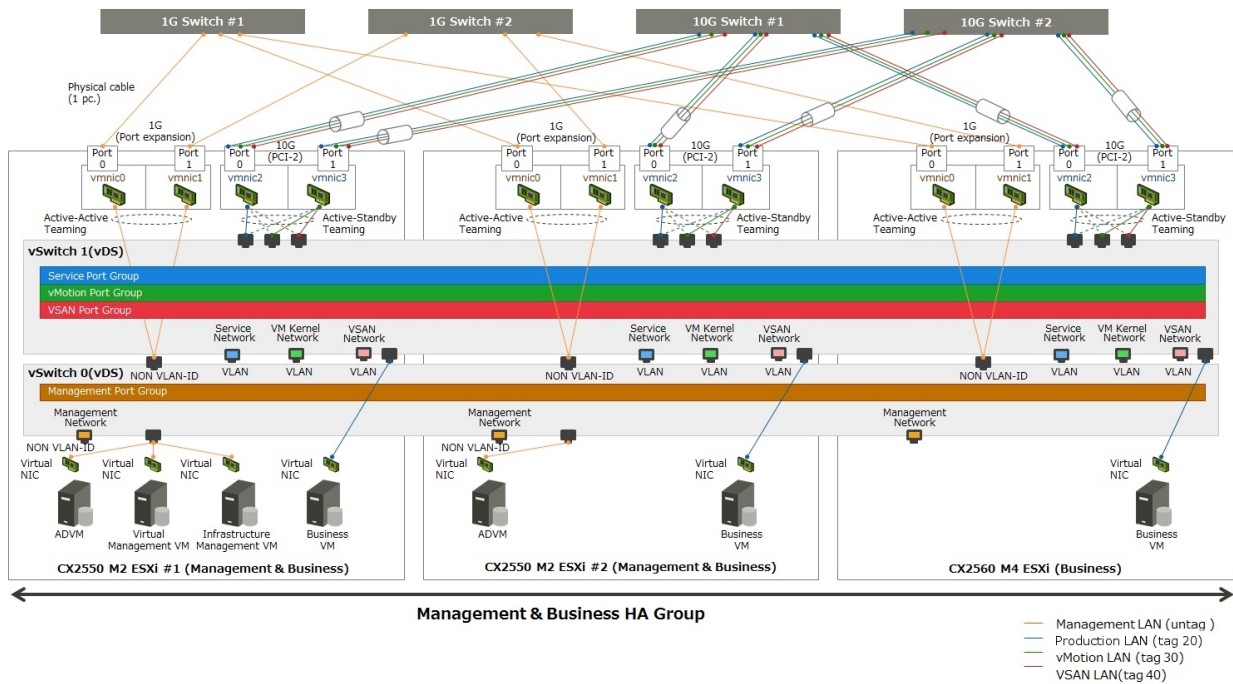 1G Switch #1
1G Switch #2
10G Switch #1
10G Switch #2
Physical cable
(1 pc.)
1G
(Port expansion)
10G
(PCI-2)
1G
(Port expansion)
10G
(PCI-2)
1G
(Port expansion)
10G
(PCI-2)
Port
0
Port
1
Port
0
Port
1
Port
0
Port
1
Port
0
Port
1
Port
0
Port
1
Port
0
Port
1
vmnic0
vmnic1
vmnic2
vmnic3
vmnic0
vmnic1
vmnic2
vmnic3
vmnic0
vmnic1
vmnic2
vmnic3
Active-Active
Teaming
Active-Standby
Teaming
Active-Active
Teaming
Active-Standby
Teaming
Active-Active
Teaming
Active-Standby
Teaming
vSwitch 1(vDS)
Service Port Group
vMotion Port Group
VSAN Port Group
Service
Network
VM Kernel
Network
VSAN
Network
Service
Network
VM Kernel
Network
VSAN
Network
Service
Network
VM Kernel
Network
VSAN
Network
NON VLAN-ID
VLAN
VLAN
VLAN
NON VLAN-ID
VLAN
VLAN
VLAN
NON VLAN-ID
VLAN
VLAN
VLAN
vSwitch 0(vDS)
Management Port Group
Management
Network
Management
Network
Management
Network
NON VLAN-ID
NON VLAN-ID
Virtual
NIC
Virtual
NIC
Virtual
NIC
Virtual
NIC
Virtual
NIC
Virtual
NIC
Virtual
NIC
ADVM
Virtual
Management VM
Infrastructure
Management VM
Business
VM
ADVM
Business
VM
Business
VM
CX2550 M2 ESXi #1 (Management & Business)
CX2550 M2 ESXi #2 (Management & Business)
CX2560 M4 ESXi (Business)
Management & Business HA Group
Management LAN (untag )
Production LAN (tag 20)
vMotion LAN (tag 30)
VSAN LAN(tag 40)